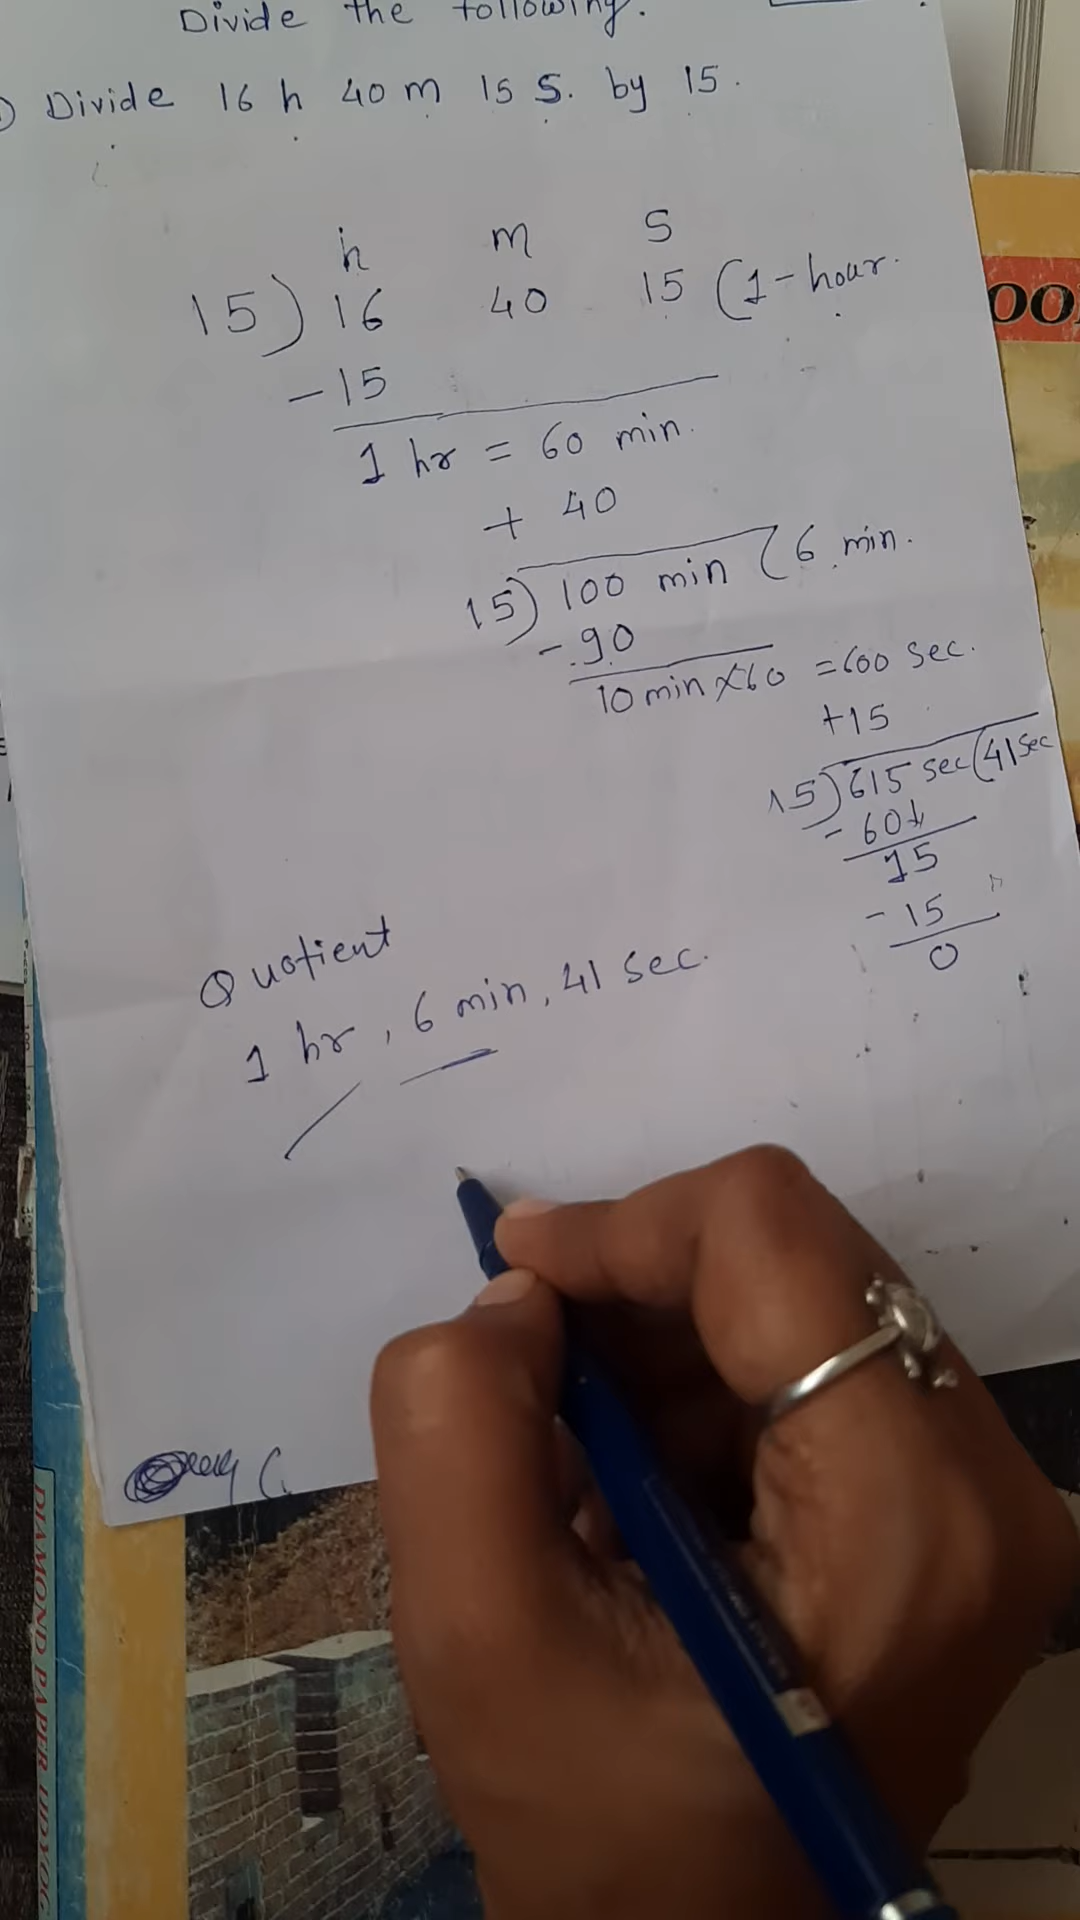 Divide the following.
Divide 16 h 40 m 15 S. by 15.
h m S
15) 16 40 15 (1-hour.
-15
1 hr = 60 min.
+ 40
15) 100 min (6 min.
-90
10 min x60 = 600 sec.
+15
15) 615 sec (41 sec
-60↓
15
-15
0
Quotient
1 hr, 6 min, 41 sec.
DIAMOND PAPER UDYOG